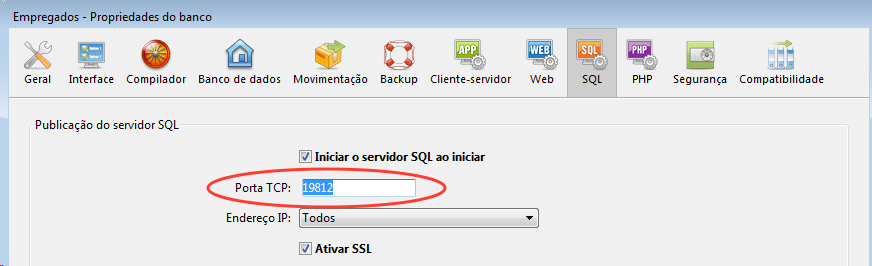 Empregados - Propriedades do banco
APP WEB SQL PHP
Geral Interface Compilador Banco de dados Movimentação Backup Cliente-servidor Web SQL PHP Segurança Compatibilidade
Publicação do servidor SQL
Iniciar o servidor SQL ao iniciar
Porta TCP: 19812
Endereço IP: Todos
Ativar SSL